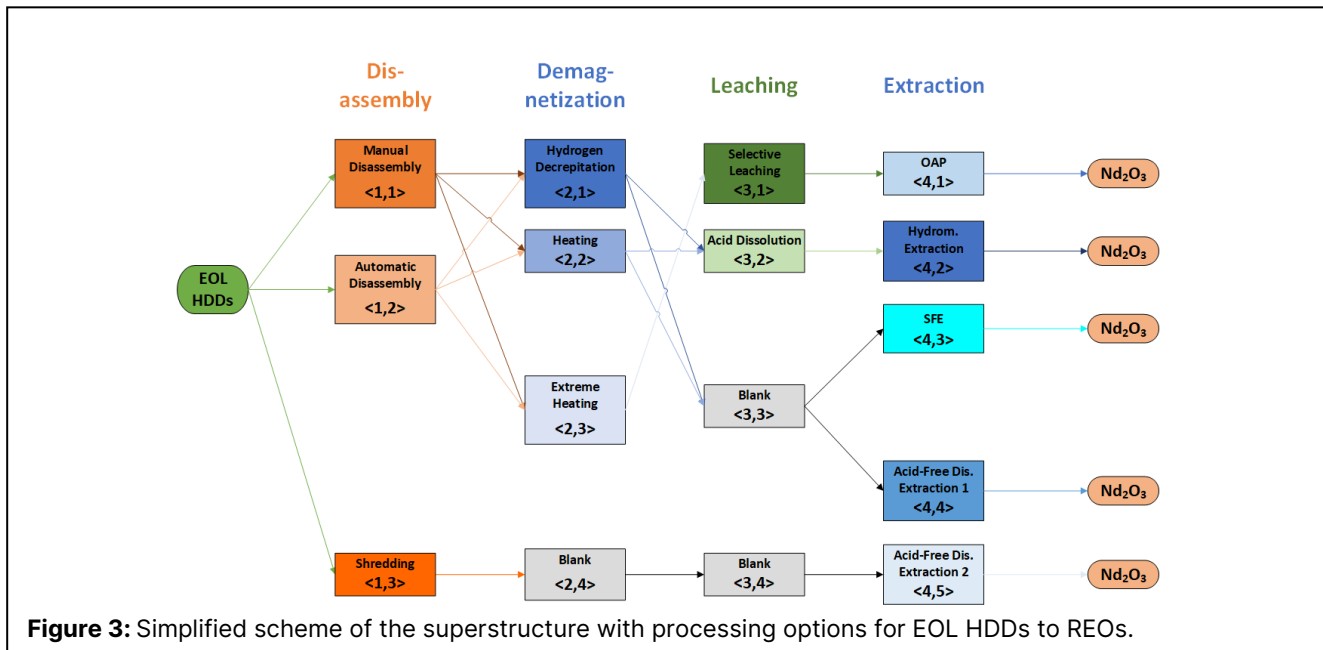 Dis-
assembly
Demag-
netization
Leaching
Extraction
Manual
Disassembly
<1,1>
Hydrogen
Decrepitation
<2,1>
Selective
Leaching
<3,1>
OAP
<4,1>
Nd₂O₃
Heating
<2,2>
Acid Dissolution
<3,2>
Hydrom.
Extraction
<4,2>
Nd₂O₃
EOL
HDDs
Automatic
Disassembly
<1,2>
SFE
<4,3>
Nd₂O₃
Extreme
Heating
<2,3>
Blank
<3,3>
Acid-Free Dis.
Extraction 1
<4,4>
Nd₂O₃
Shredding
<1,3>
Blank
<2,4>
Blank
<3,4>
Acid-Free Dis.
Extraction 2
<4,5>
Nd₂O₃
Figure 3: Simplified scheme of the superstructure with processing options for EOL HDDs to REOs.